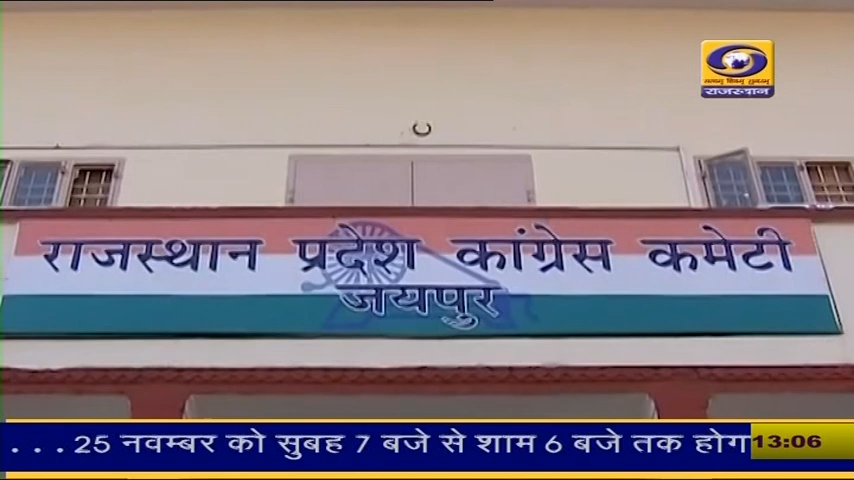 राजस्थान
राजस्थान प्रदेश कांग्रेस कमेटी
जयपुर
...25 नवम्बर को सुबह 7 बजे से शाम 6 बजे तक होग
13:06